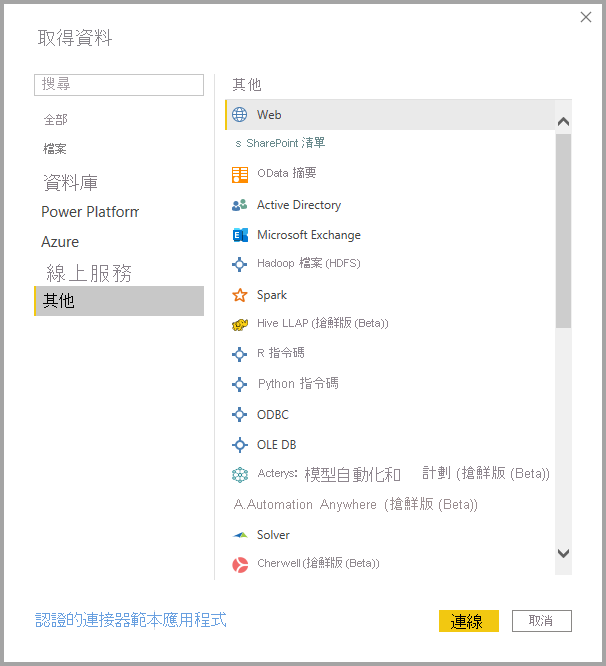 取得資料
搜尋
全部
檔案
資料庫
Power Platform
Azure
線上服務
其他
其他
Web
s SharePoint 清單
OData 摘要
Active Directory
Microsoft Exchange
Hadoop 檔案 (HDFS)
Spark
Hive LLAP (搶鮮版 (Beta))
R 指令碼
Python 指令碼
ODBC
OLE DB
Acterys: 模型自動化和 計劃 (搶鮮版 (Beta))
A.Automation Anywhere (搶鮮版 (Beta))
Solver
Cherwell (搶鮮版 (Beta))
認證的連接器範本應用程式
連線
取消